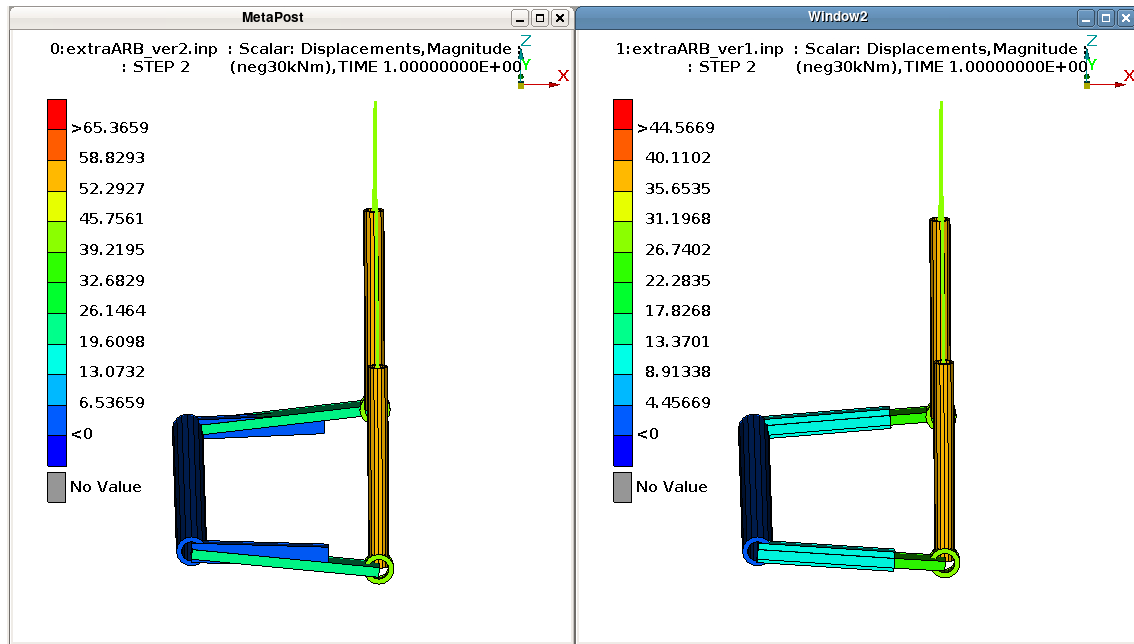 MetaPost
0:extraARB_ver2.inp : Scalar: Displacements,Magnitude :
: STEP 2 (neg30kNm),TIME 1.00000000E+00
Z
Y
X
>65.3659
58.8293
52.2927
45.7561
39.2195
32.6829
26.1464
19.6098
13.0732
6.53659
<0
No Value
Window2
1:extraARB_ver1.inp : Scalar: Displacements,Magnitude :
: STEP 2 (neg30kNm),TIME 1.00000000E+00
Z
Y
X
>44.5669
40.1102
35.6535
31.1968
26.7402
22.2835
17.8268
13.3701
8.91338
4.45669
<0
No Value